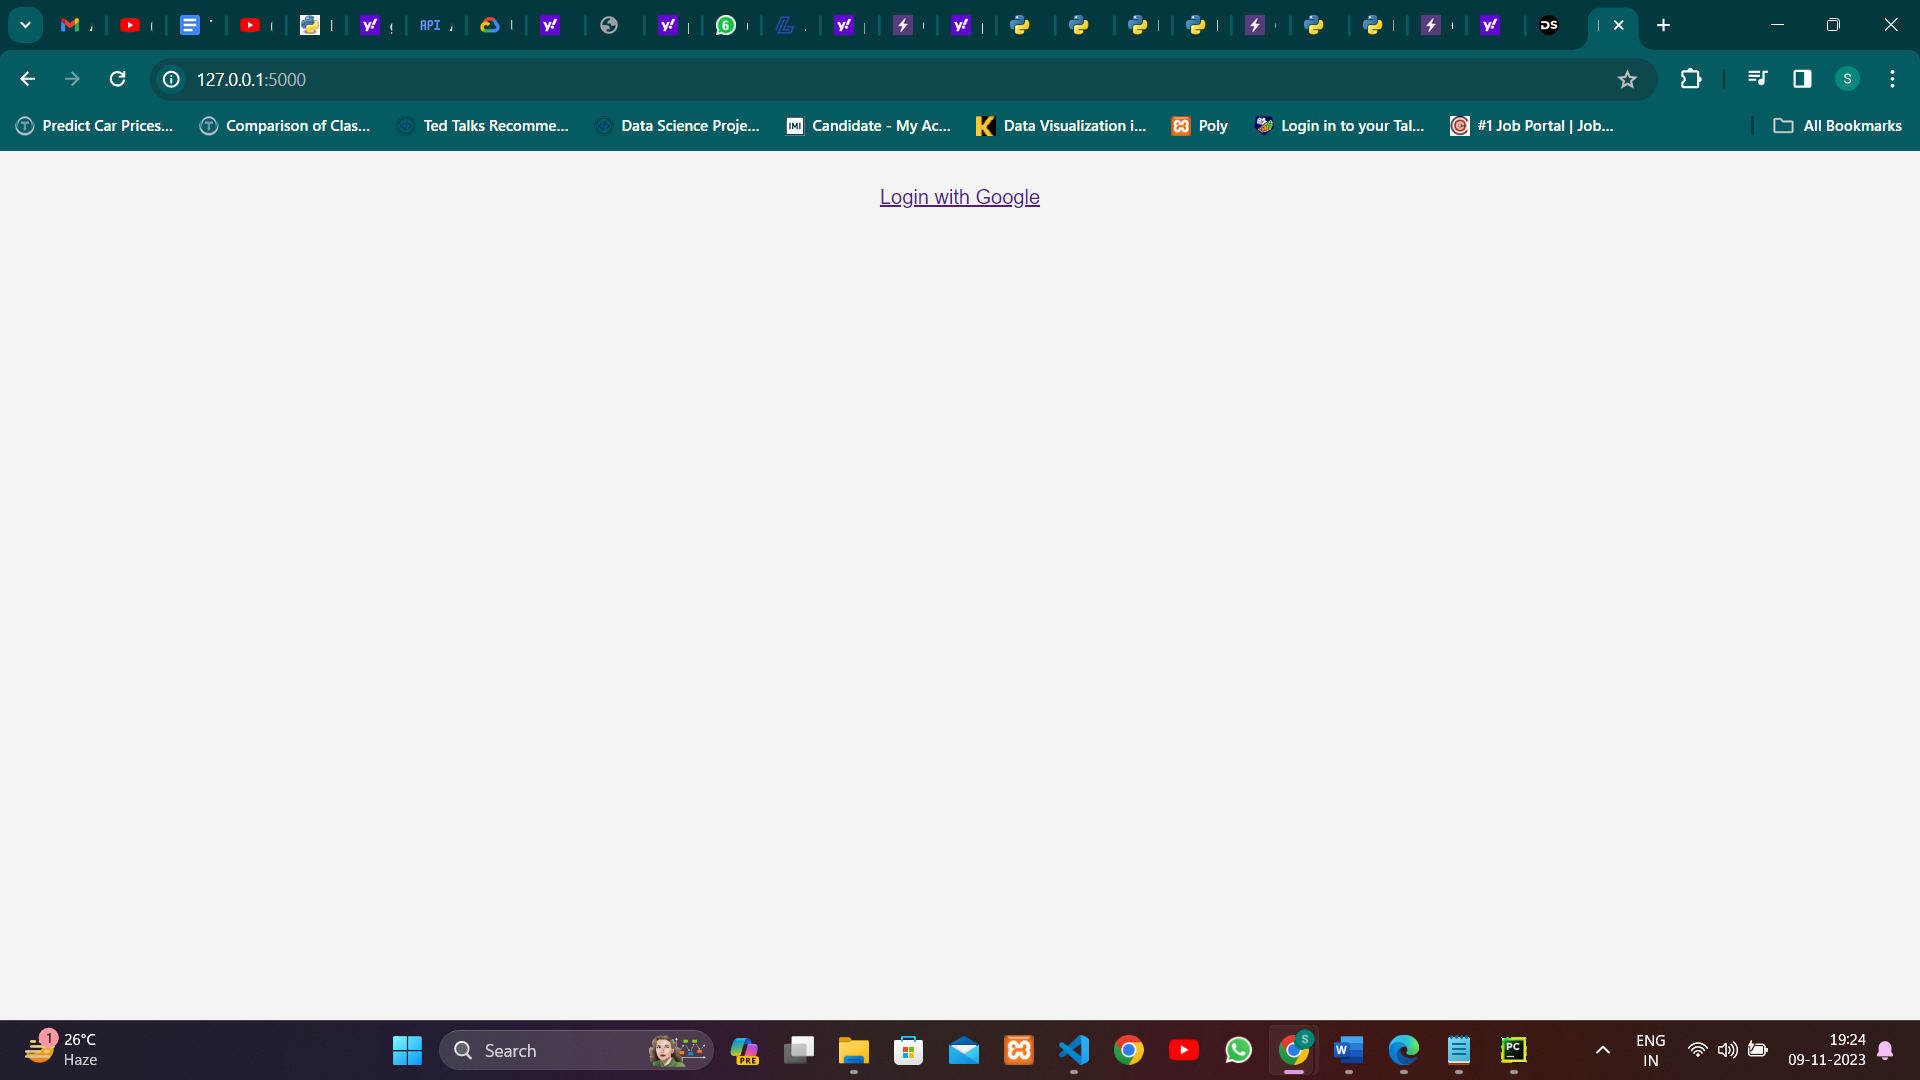 127.0.0.1:5000
Predict Car Prices... Comparison of Clas... Ted Talks Recomme... Data Science Proje... Candidate - My Ac... Data Visualization i... Poly Login in to your Tal... #1 Job Portal | Job... All Bookmarks
Login with Google
26°C
Haze
Search
ENG
IN
19:24
09-11-2023